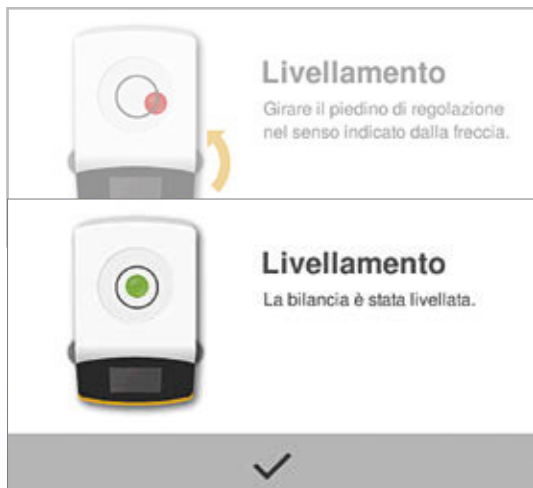 Livellamento
Girare il piedino di regolazione
nel senso indicato dalla freccia.
Livellamento
La bilancia è stata livellata.